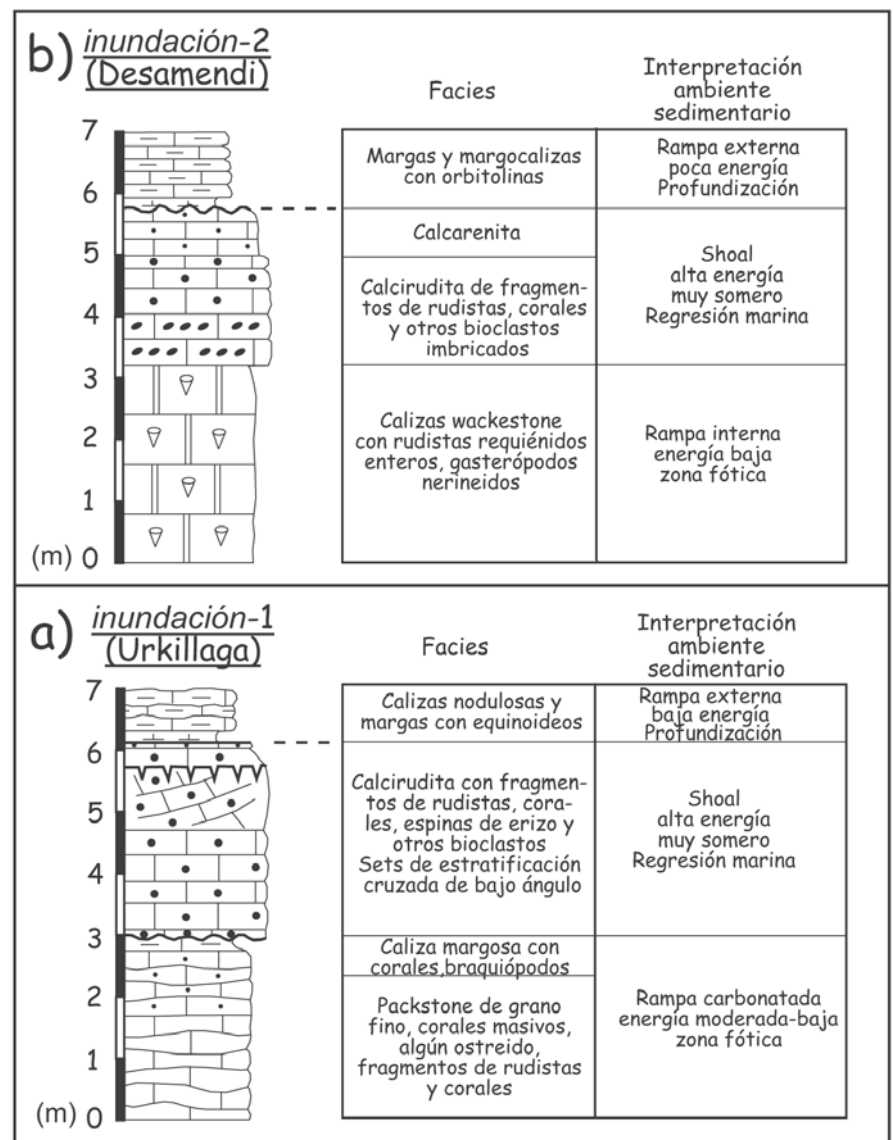 b) inundación-2
(Desamendi)
Facies
Interpretación
ambiente
sedimentario
7
6
5
4
3
2
1
(m) 0
Margas y margocalizas
con orbitolinas
Rampa externa
poca energía
Profundización
Calcarenita
Calcirudita de fragmen-
tos de rudistas, corales
y otros bioclastos
imbricados
Shoal
alta energía
muy somero
Regresión marina
Calizas wackestone
con rudistas requiénidos
enteros, gasterópodos
nerineidos
Rampa interna
energía baja
zona fótica
a) inundación-1
(Urkillaga)
Facies
Interpretación
ambiente
sedimentario
7
6
5
4
3
2
1
(m) 0
Calizas nodulosas y
margas con equinoideos
Rampa externa
baja energía
Profundización
Calcirudita con fragmen-
tos de rudistas, cora-
les, espinas de erizo y
otros bioclastos
Sets de estratificación
cruzada de bajo ángulo
Shoal
alta energía
muy somero
Regresión marina
Caliza margosa con
corales,braquiópodos
Packstone de grano
fino, corales masivos,
algún ostreido,
fragmentos de rudistas
y corales
Rampa carbonatada
energía moderada-baja
zona fótica